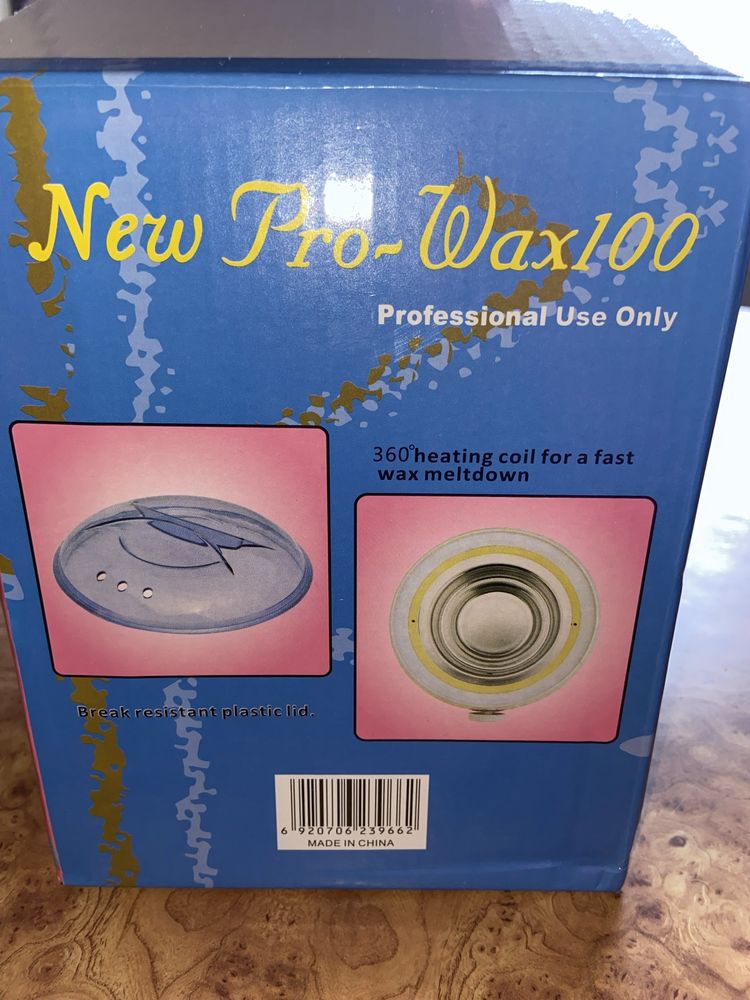 New Pro-Wax100
Professional Use Only
360°heating coil for a fast
wax meltdown
Break resistant plastic lid.
6 920706 239662
MADE IN CHINA